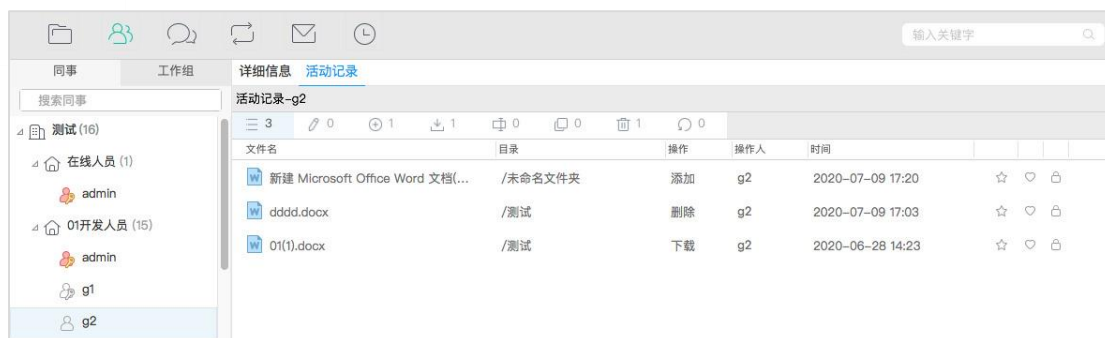 输入关键字
同事 工作组 详细信息 活动记录
搜索同事
活动记录-g2
测试 (16)
3 0 1 1 0 0 1 0
在线人员 (1)
文件名 目录 操作 操作人 时间
admin
新建 Microsoft Office Word 文档(... /未命名文件夹 添加 g2 2020-07-09 17:20
01开发人员 (15)
dddd.docx /测试 删除 g2 2020-07-09 17:03
admin
01(1).docx /测试 下载 g2 2020-06-28 14:23
g1
g2